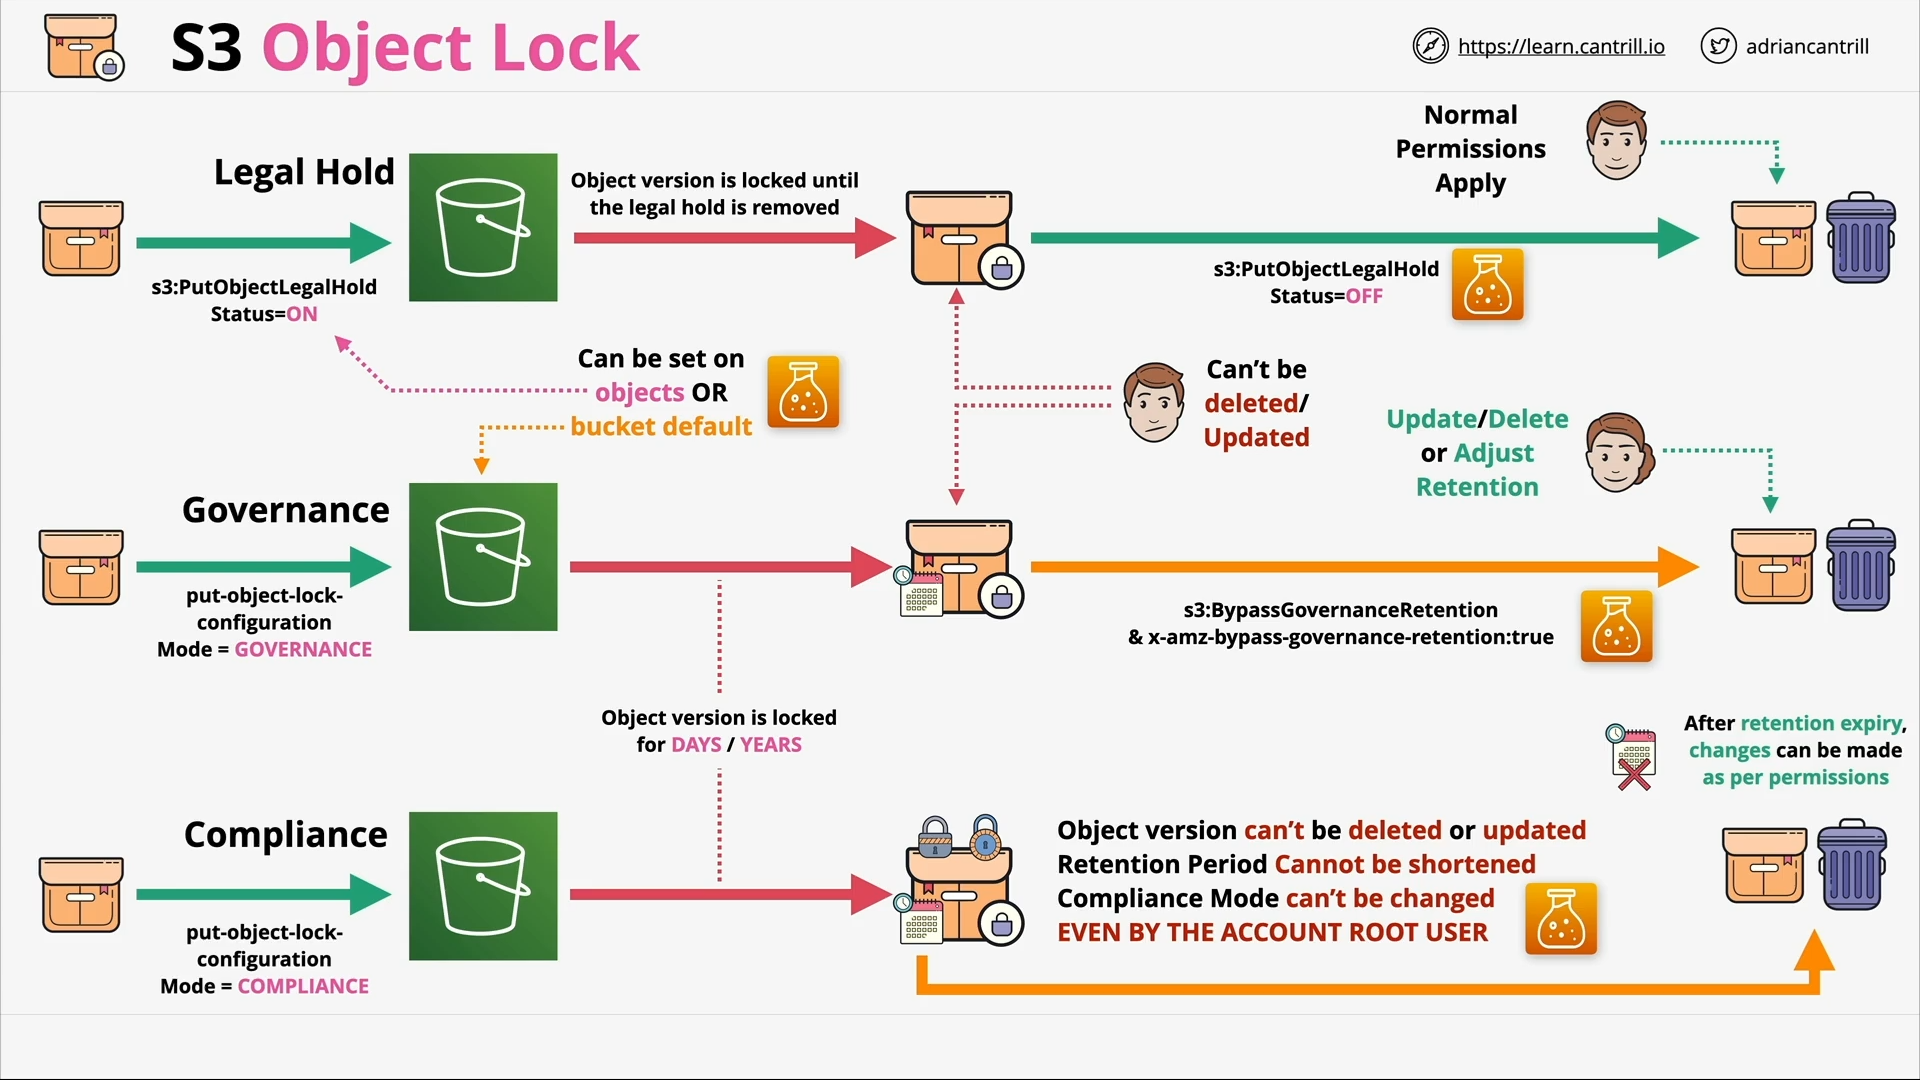 S3 Object Lock
https://learn.cantrill.io
adriancantrill
Legal Hold
s3:PutObjectLegalHold
Status=ON
Object version is locked until
the legal hold is removed
s3:PutObjectLegalHold
Status=OFF
Normal
Permissions
Apply
Can be set on
objects OR
bucket default
Can’t be
deleted/
Updated
Update/Delete
or Adjust
Retention
Governance
put-object-lock-
configuration
Mode = GOVERNANCE
s3:BypassGovernanceRetention
& x-amz-bypass-governance-retention:true
Object version is locked
for DAYS / YEARS
After retention expiry,
changes can be made
as per permissions
Compliance
put-object-lock-
configuration
Mode = COMPLIANCE
Object version can’t be deleted or updated
Retention Period Cannot be shortened
Compliance Mode can’t be changed
EVEN BY THE ACCOUNT ROOT USER